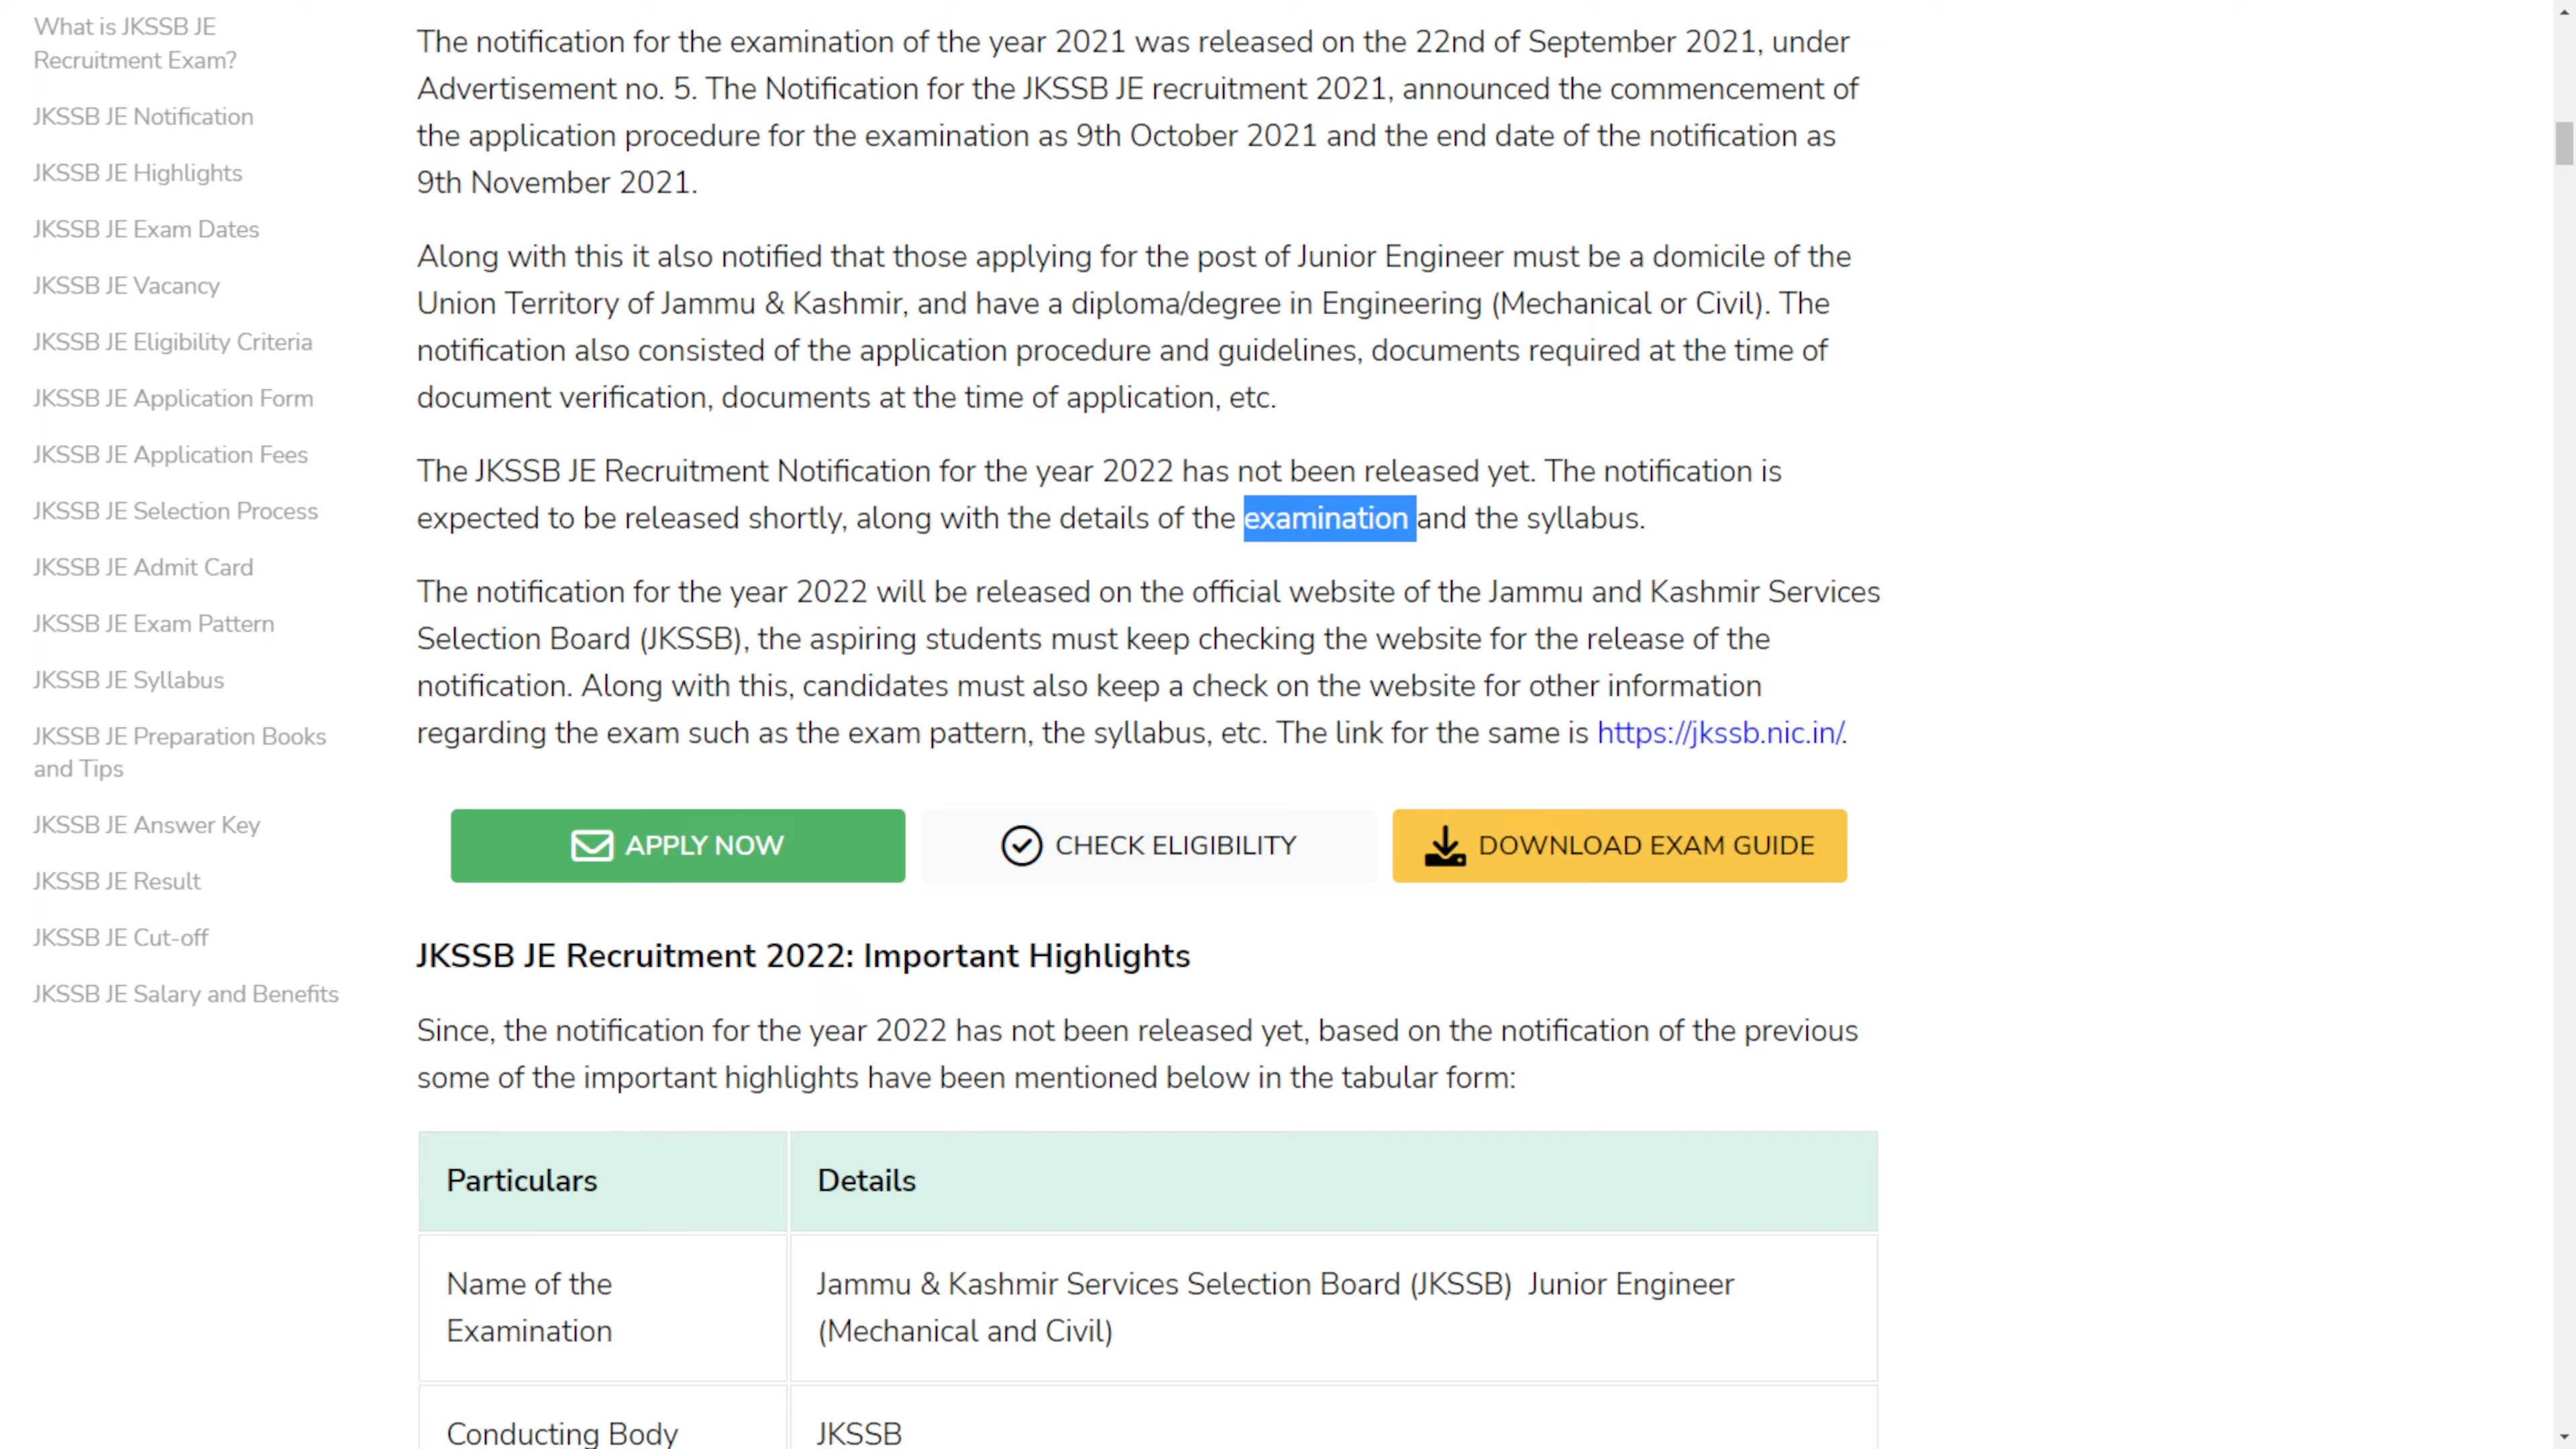 What is JKSSB JE
Recruitment Exam?
JKSSB JE Notification
JKSSB JE Highlights
JKSSB JE Exam Dates
JKSSB JE Vacancy
JKSSB JE Eligibility Criteria
JKSSB JE Application Form
JKSSB JE Application Fees
JKSSB JE Selection Process
JKSSB JE Admit Card
JKSSB JE Exam Pattern
JKSSB JE Syllabus
JKSSB JE Preparation Books
and Tips
JKSSB JE Answer Key
JKSSB JE Result
JKSSB JE Cut-off
JKSSB JE Salary and Benefits
The notification for the examination of the year 2021 was released on the 22nd of September 2021, under
Advertisement no. 5. The Notification for the JKSSB JE recruitment 2021, announced the commencement of
the application procedure for the examination as 9th October 2021 and the end date of the notification as
9th November 2021.
Along with this it also notified that those applying for the post of Junior Engineer must be a domicile of the
Union Territory of Jammu & Kashmir, and have a diploma/degree in Engineering (Mechanical or Civil). The
notification also consisted of the application procedure and guidelines, documents required at the time of
document verification, documents at the time of application, etc.
The JKSSB JE Recruitment Notification for the year 2022 has not been released yet. The notification is
expected to be released shortly, along with the details of the examination and the syllabus.
The notification for the year 2022 will be released on the official website of the Jammu and Kashmir Services
Selection Board (JKSSB), the aspiring students must keep checking the website for the release of the
notification. Along with this, candidates must also keep a check on the website for other information
regarding the exam such as the exam pattern, the syllabus, etc. The link for the same is https://jkssb.nic.in/.
APPLY NOW
CHECK ELIGIBILITY
DOWNLOAD EXAM GUIDE
JKSSB JE Recruitment 2022: Important Highlights
Since, the notification for the year 2022 has not been released yet, based on the notification of the previous
some of the important highlights have been mentioned below in the tabular form:
Particulars
Details
Name of the
Examination
Jammu & Kashmir Services Selection Board (JKSSB) Junior Engineer
(Mechanical and Civil)
Conducting Body
JKSSB